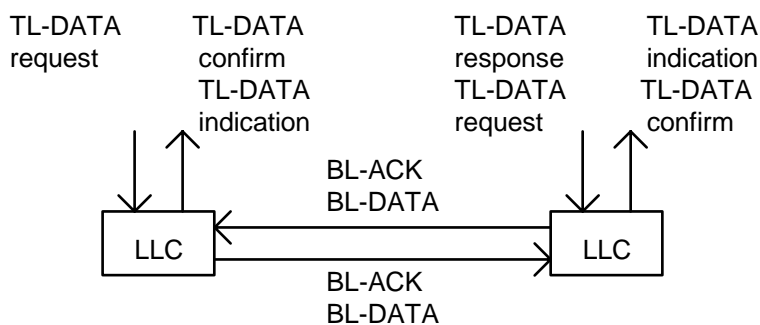 TL-DATA
request
TL-DATA
confirm
TL-DATA
indication
TL-DATA
response
TL-DATA
request
TL-DATA
indication
TL-DATA
confirm
BL-ACK
BL-DATA
LLC
LLC
BL-ACK
BL-DATA